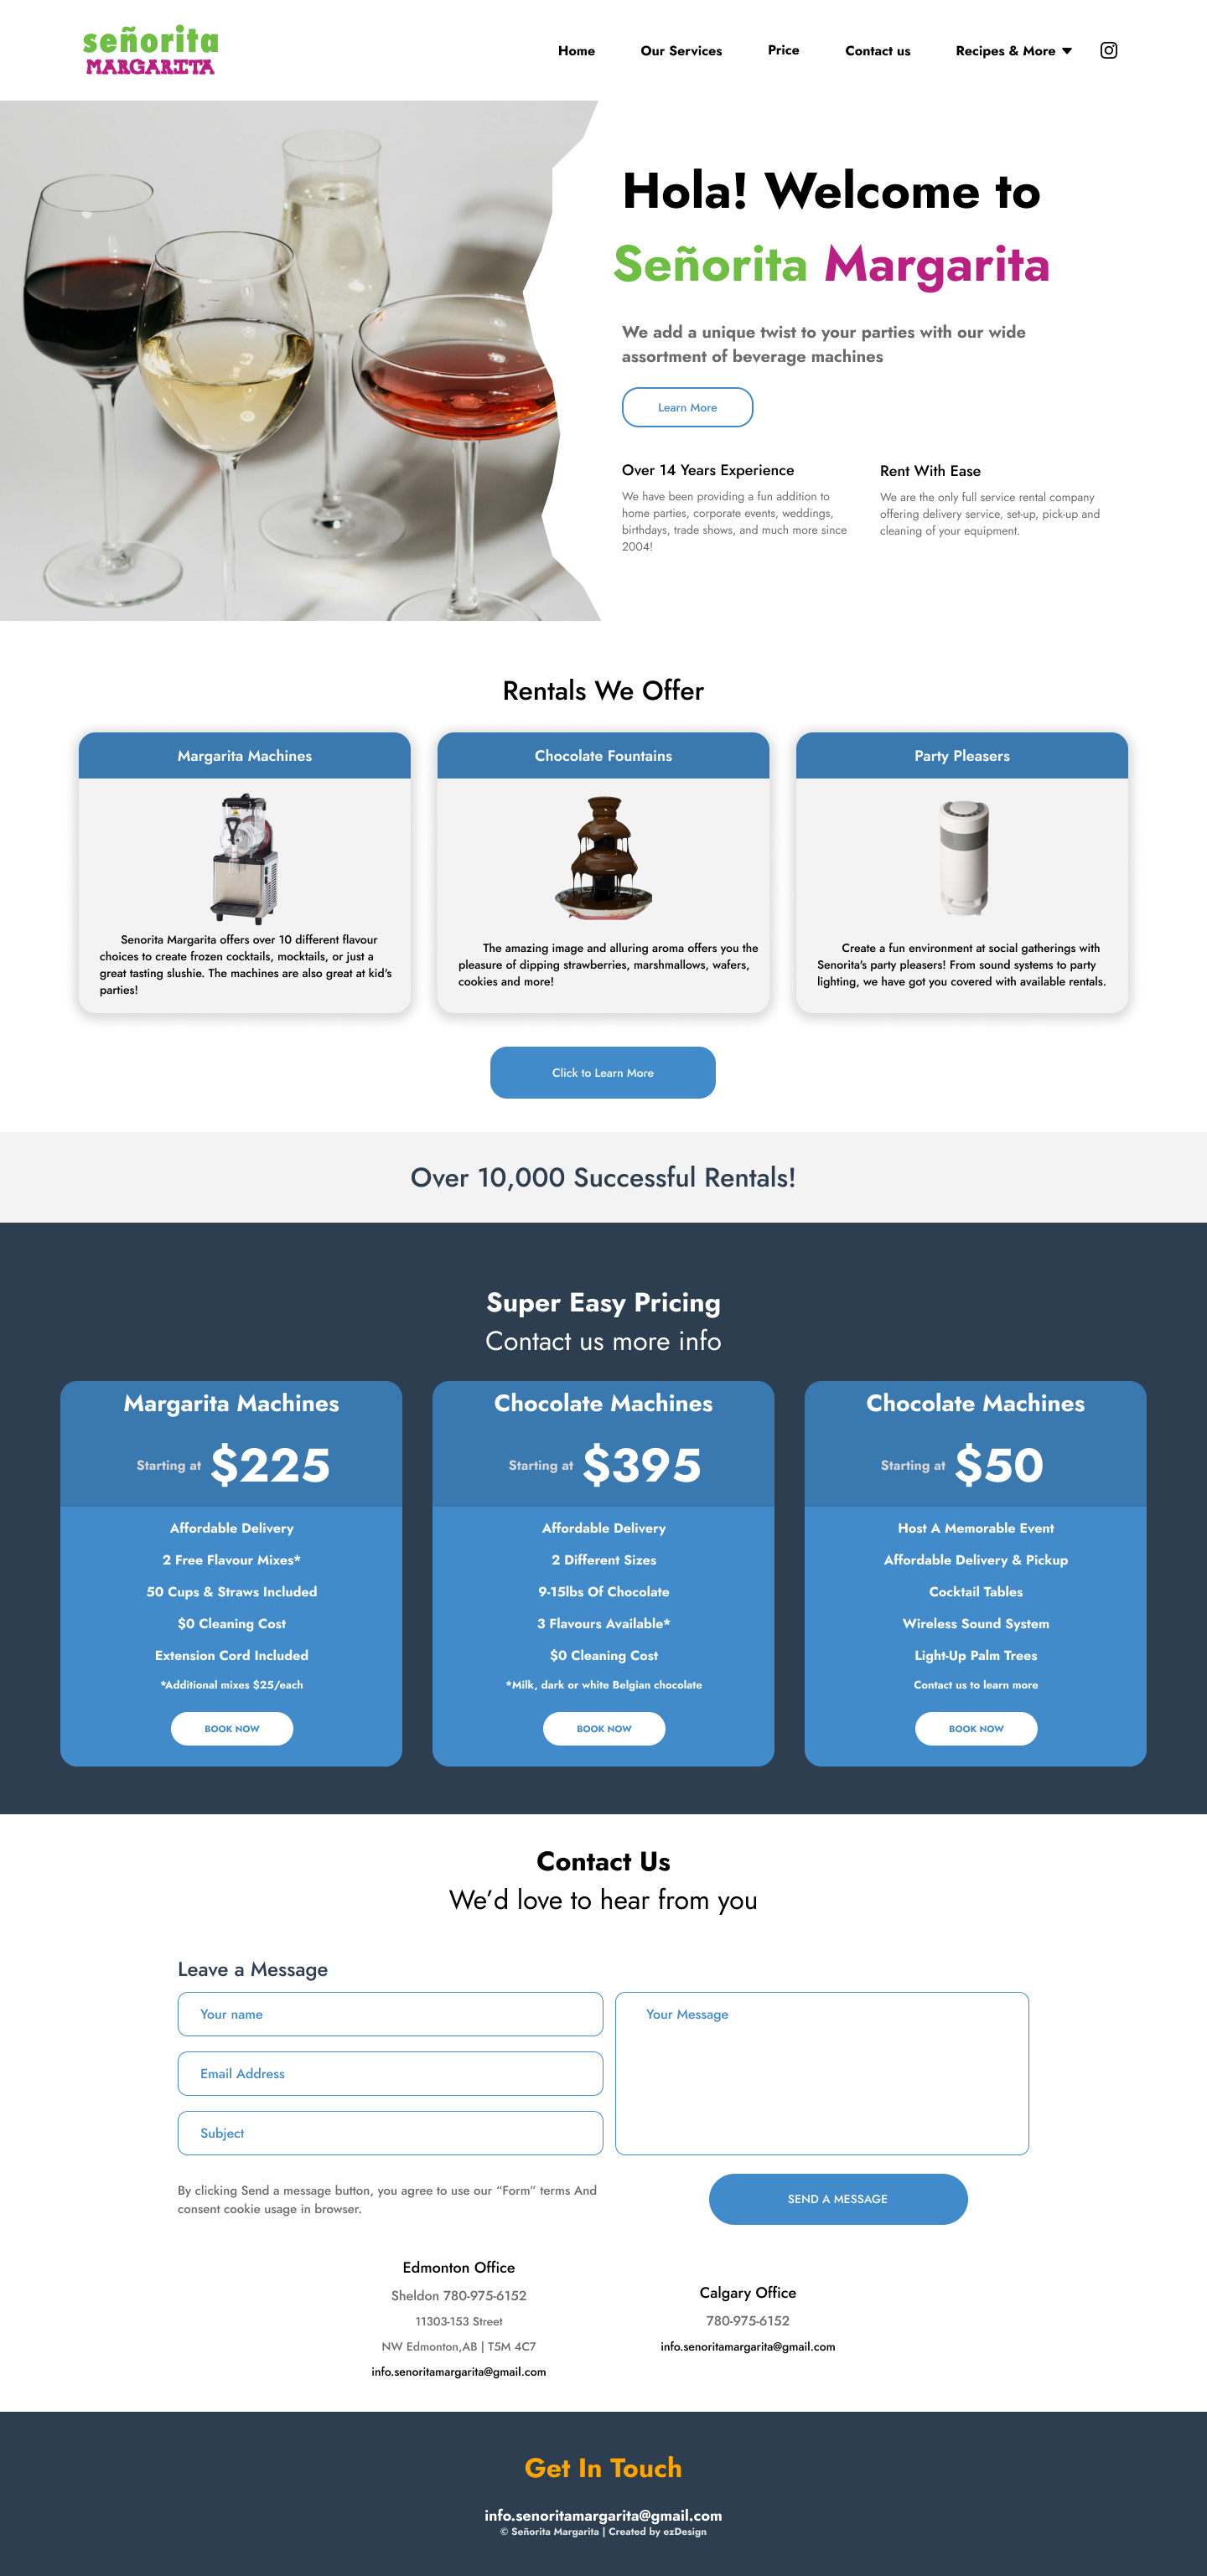 señorita
MARGARITA
Home
Our Services
Price
Contact us
Recipes & More
Hola! Welcome to
Señorita Margarita
We add a unique twist to your parties with our wide
assortment of beverage machines
Learn More
Over 14 Years Experience
We have been providing a fun addition to
home parties, corporate events, weddings,
birthdays, trade shows, and much more since
2004!
Rent With Ease
We are the only full service rental company
offering delivery service, set-up, pick-up and
cleaning of your equipment.
Rentals We Offer
Margarita Machines
Senorita Margarita offers over 10 different flavour
choices to create frozen cocktails, mocktails, or just a
great tasting slushie. The machines are also great at kid's
parties!
Chocolate Fountains
The amazing image and alluring aroma offers you the
pleasure of dipping strawberries, marshmallows, wafers,
cookies and more!
Party Pleasers
Create a fun environment at social gatherings with
Senorita's party pleasers! From sound systems to party
lighting, we have got you covered with available rentals.
Click to Learn More
Over 10,000 Successful Rentals!
Super Easy Pricing
Contact us more info
Margarita Machines
Starting at $225
Affordable Delivery
2 Free Flavour Mixes*
50 Cups & Straws Included
$0 Cleaning Cost
Extension Cord Included
*Additional mixes $25/each
BOOK NOW
Chocolate Machines
Starting at $395
Affordable Delivery
2 Different Sizes
9-15lbs Of Chocolate
3 Flavours Available*
$0 Cleaning Cost
*Milk, dark or white Belgian chocolate
BOOK NOW
Chocolate Machines
Starting at $50
Host A Memorable Event
Affordable Delivery & Pickup
Cocktail Tables
Wireless Sound System
Light-Up Palm Trees
Contact us to learn more
BOOK NOW
Contact Us
We’d love to hear from you
Leave a Message
Your name
Email Address
Subject
Your Message
By clicking Send a message button, you agree to use our “Form” terms And
consent cookie usage in browser.
SEND A MESSAGE
Edmonton Office
Sheldon 780-975-6152
11303-153 Street
NW Edmonton,AB | T5M 4C7
info.senoritamargarita@gmail.com
Calgary Office
780-975-6152
info.senoritamargarita@gmail.com
Get In Touch
info.senoritamargarita@gmail.com
© Señorita Margarita | Created by ezDesign